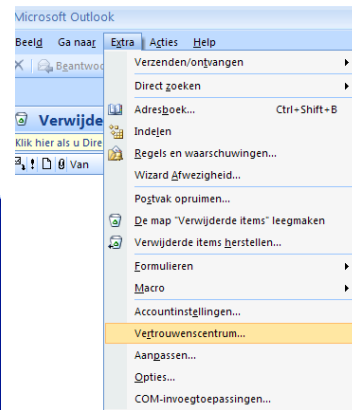 Microsoft Outlook
Beeld Ga naar Extra Acties Help
Verzenden/ontvangen
Direct zoeken
Adresboek... Ctrl+Shift+B
Verwijde
Indelen
Klik hier als u Dire
Regels en waarschuwingen...
Van
Wizard Afwezigheid...
Postvak opruimen...
De map "Verwijderde items" leegmaken
Verwijderde items herstellen...
Formulieren
Macro
Accountinstellingen...
Vertrouwenscentrum...
Aanpassen...
Opties...
COM-invoegtoepassingen...